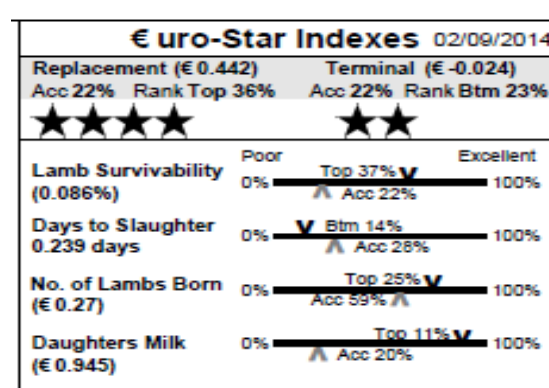 € uro-Star Indexes 02/09/2014
Replacement (€ 0.442) Terminal (€ -0.024)
Acc 22% Rank Top 36% Acc 22% Rank Btm 23%
Poor Excellent
Lamb Survivability
(0.086%)
Top 37%
0% 100%
Acc 22%
Days to Slaughter
0.239 days
Btm 14%
0% 100%
Acc 28%
No. of Lambs Born
(€ 0.27)
Top 25%
0% 100%
Acc 59%
Daughters Milk
(€ 0.945)
Top 11%
0% 100%
Acc 20%